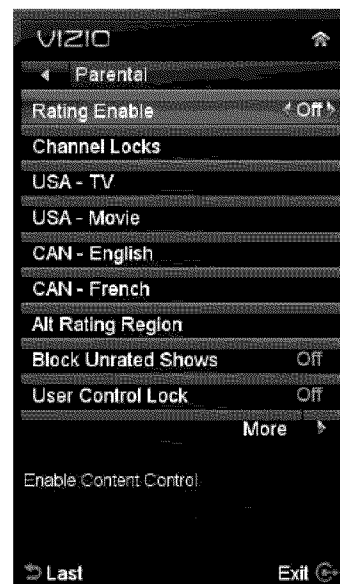 VIZIO
Parental
Rating Enable Off
Channel Locks
USA - TV
USA - Movie
CAN - English
CAN - French
Alt Rating Region
Block Unrated Shows Off
User Control Lock Off
More
Enable Content Control
Last Exit